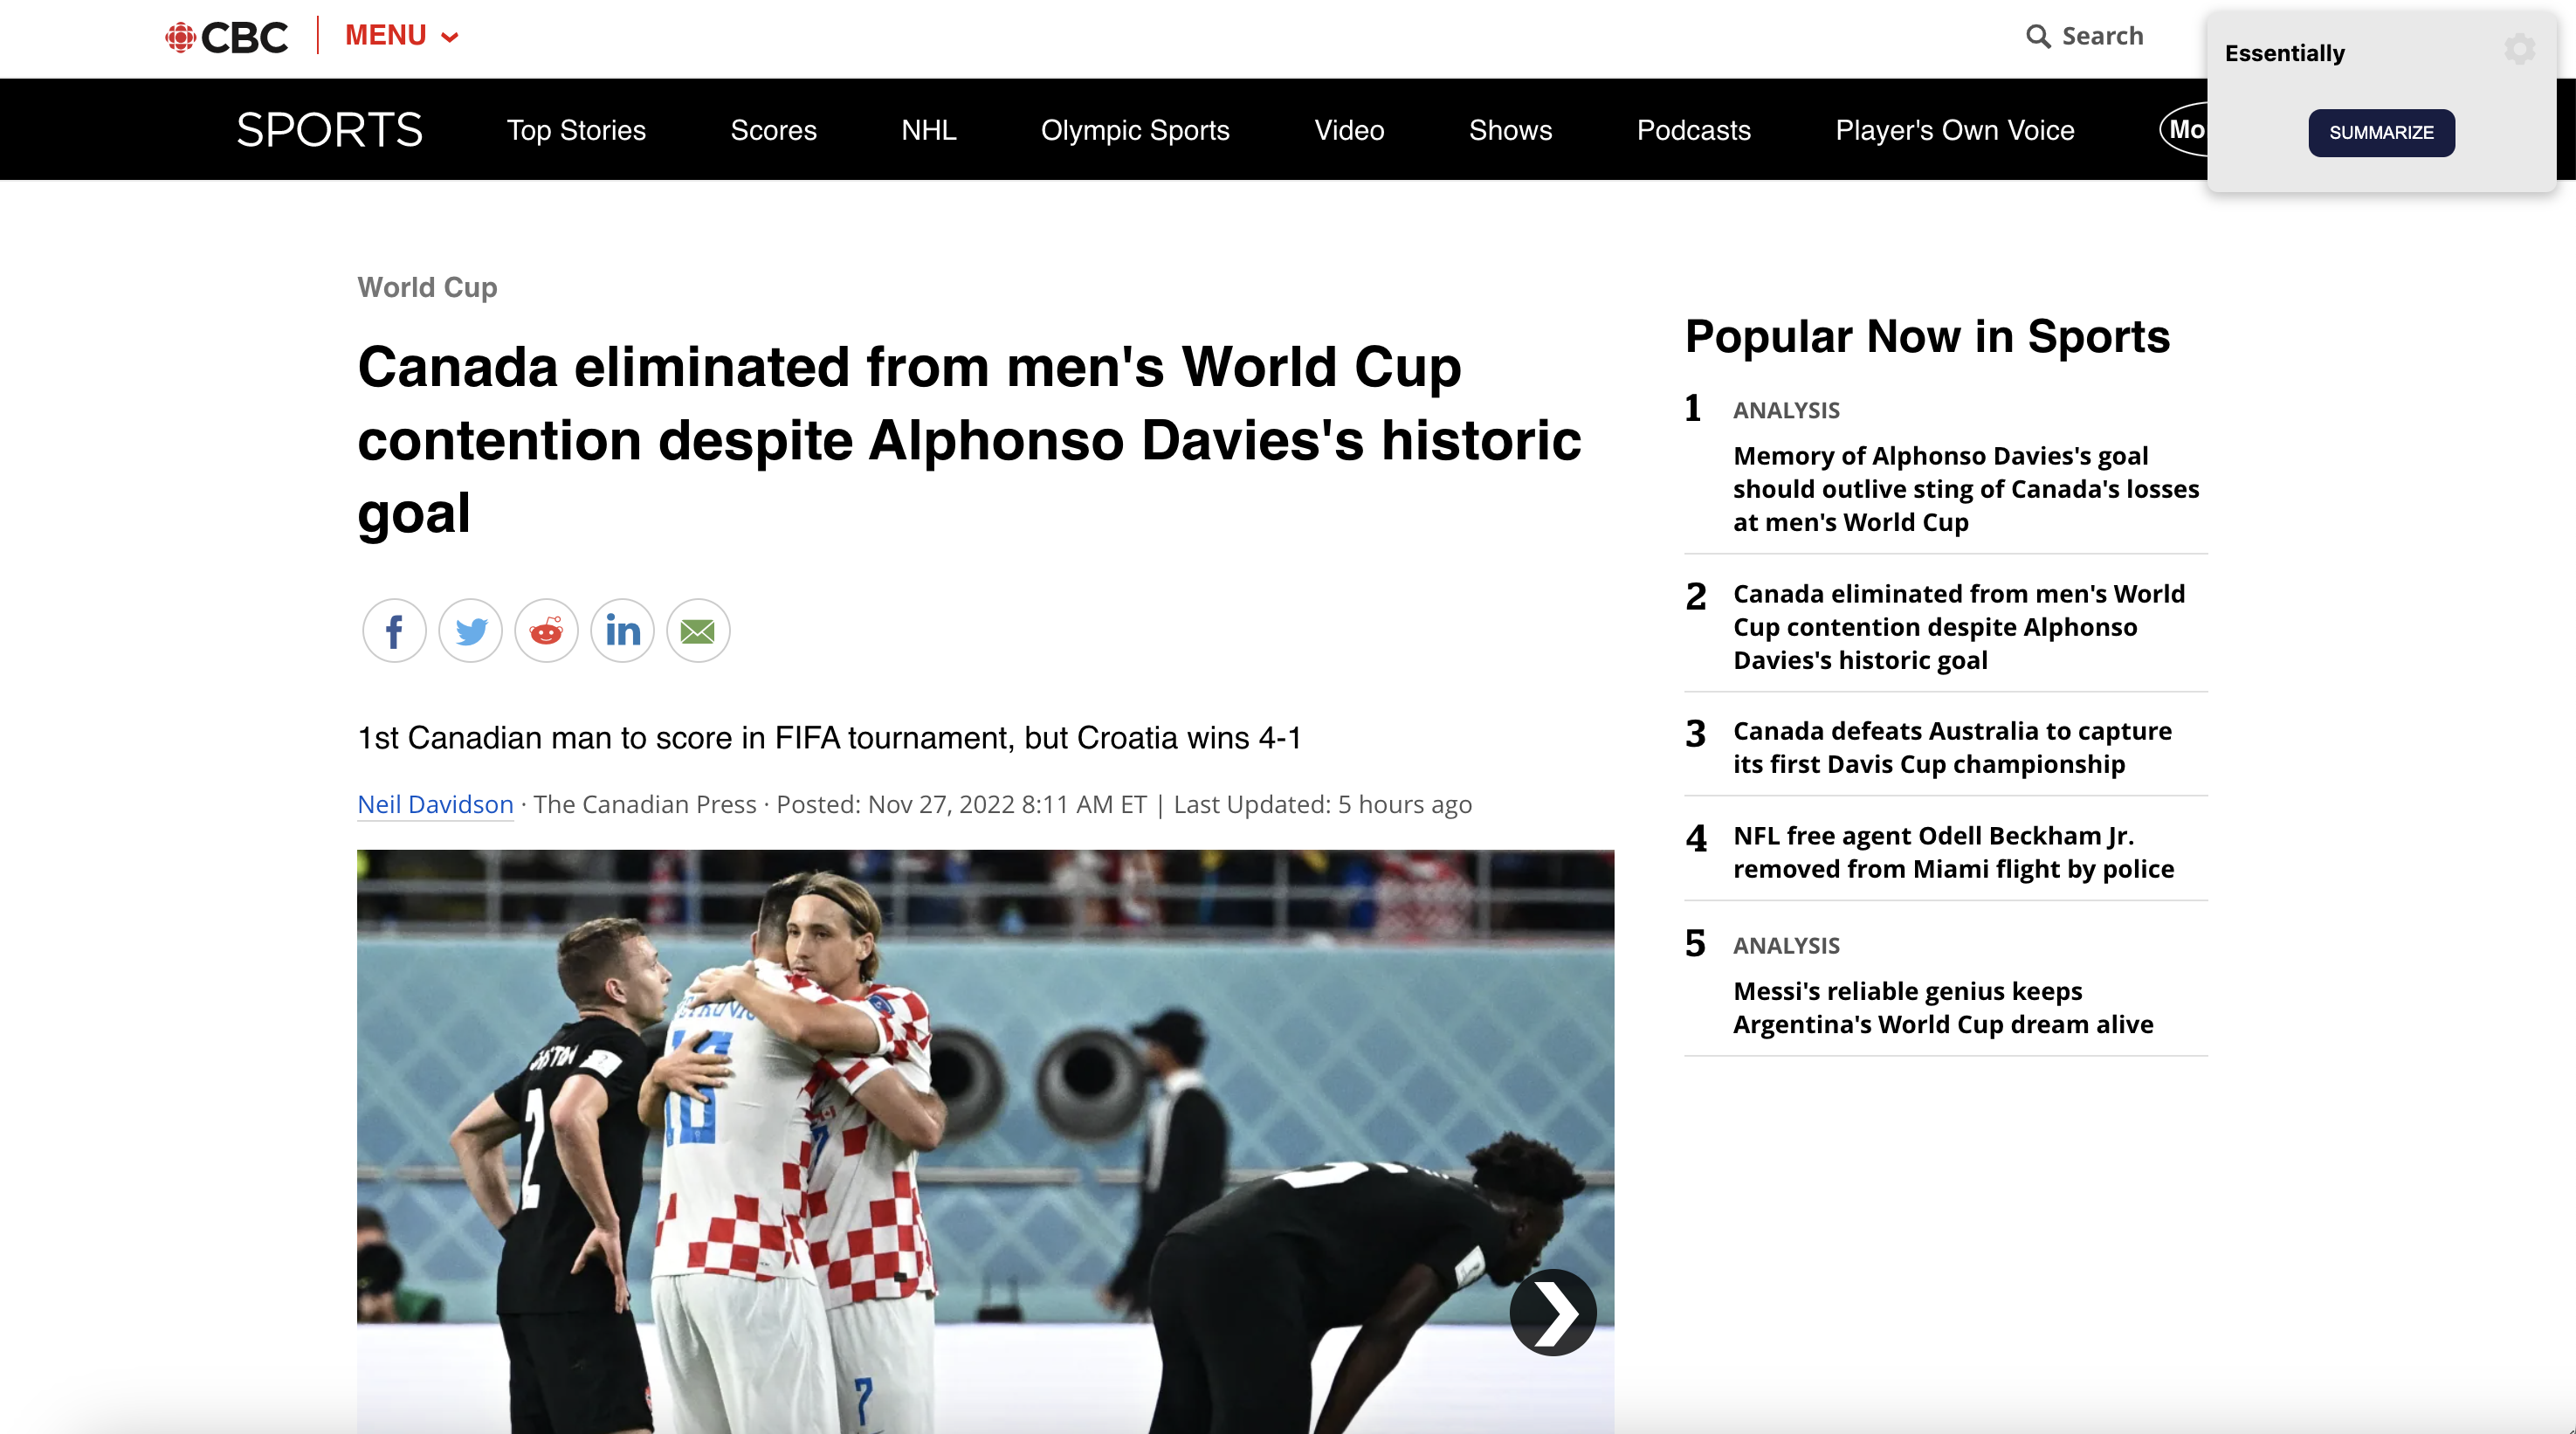 CBC
MENU
Search
Essentially
SUMMARIZE
SPORTS
Top Stories
Scores
NHL
Olympic Sports
Video
Shows
Podcasts
Player's Own Voice
Mo
World Cup
Canada eliminated from men's World Cup
contention despite Alphonso Davies's historic
goal
f
in
1st Canadian man to score in FIFA tournament, but Croatia wins 4-1
Neil Davidson · The Canadian Press · Posted: Nov 27, 2022 8:11 AM ET | Last Updated: 5 hours ago
2
7
7
Popular Now in Sports
1 ANALYSIS
Memory of Alphonso Davies's goal
should outlive sting of Canada's losses
at men's World Cup
2 Canada eliminated from men's World
Cup contention despite Alphonso
Davies's historic goal
3 Canada defeats Australia to capture
its first Davis Cup championship
4 NFL free agent Odell Beckham Jr.
removed from Miami flight by police
5 ANALYSIS
Messi's reliable genius keeps
Argentina's World Cup dream alive